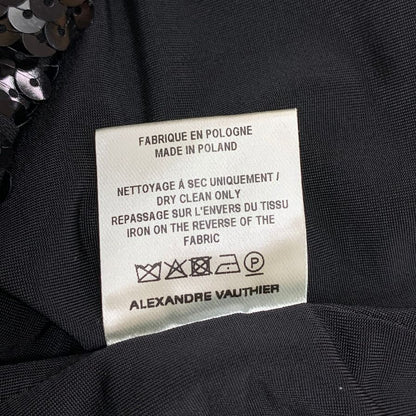 FABRIQUE EN POLOGNE
MADE IN POLAND
NETTOYAGE À SEC UNIQUEMENT /
DRY CLEAN ONLY
REPASSAGE SUR L'ENVERS DU TISSU
IRON ON THE REVERSE OF THE
FABRIC
P
ALEXANDRE VAUTHIER